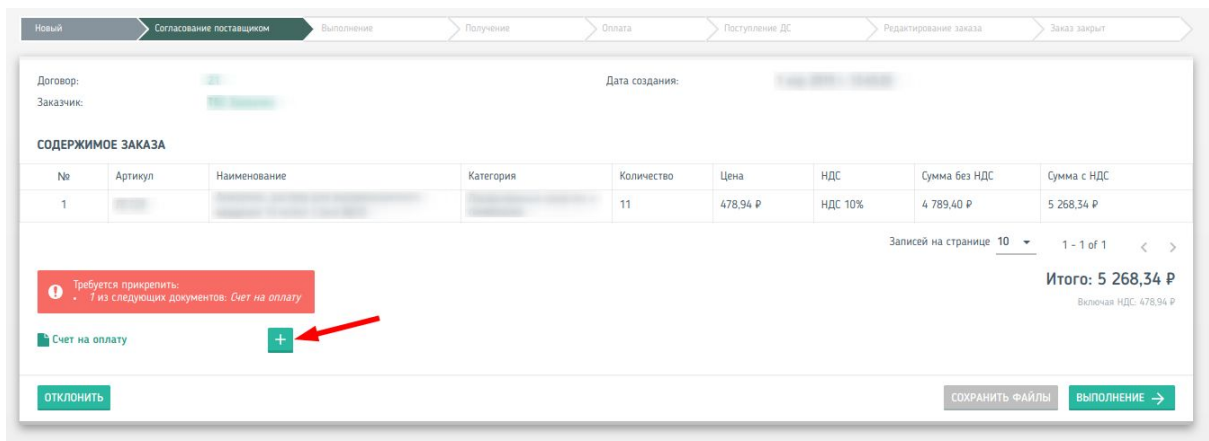 Новый Согласование поставщиком Выполнение Получение Оплата Поступление ДС Редактирование заказа Заказ закрыт
Договор: Дата создания:
Заказчик:
СОДЕРЖИМОЕ ЗАКАЗА
№ Артикул Наименование Категория Количество Цена НДС Сумма без НДС Сумма с НДС
1 11 478,94 ₽ НДС 10% 4 789,40 ₽ 5 268,34 ₽
Записей на странице 10 1 - 1 of 1
Требуется прикрепить:
• 1 из следующих документов: Счет на оплату
Итого: 5 268,34 ₽
Включая НДС: 478,94 ₽
Счет на оплату +
ОТКЛОНИТЬ СОХРАНИТЬ ФАЙЛЫ ВЫПОЛНЕНИЕ →